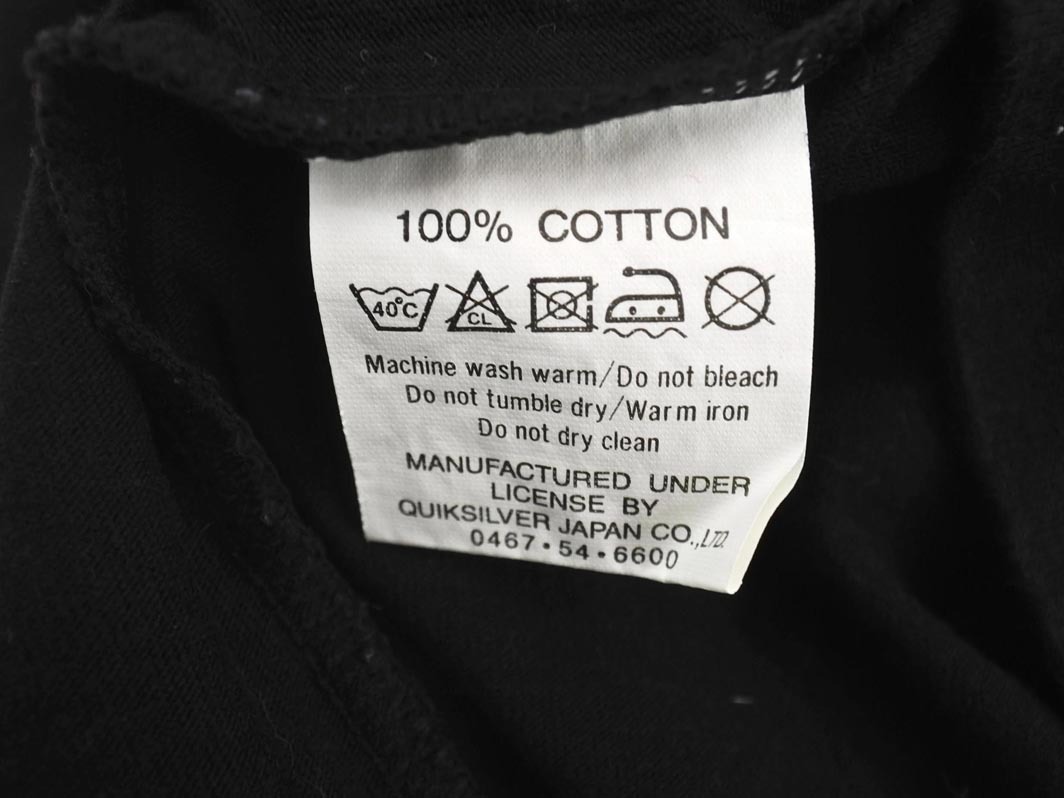 100% COTTON
40°C CL
Machine wash warm/Do not bleach
Do not tumble dry/Warm iron
Do not dry clean
MANUFACTURED UNDER
LICENSE BY
QUIKSILVER JAPAN CO.,LTD.
0467・54・6600